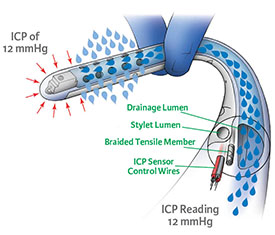 ICP of
12 mmHg
Drainage Lumen
Stylet Lumen
Braided Tensile Member
ICP Sensor
Control Wires
ICP Reading
12 mmHg